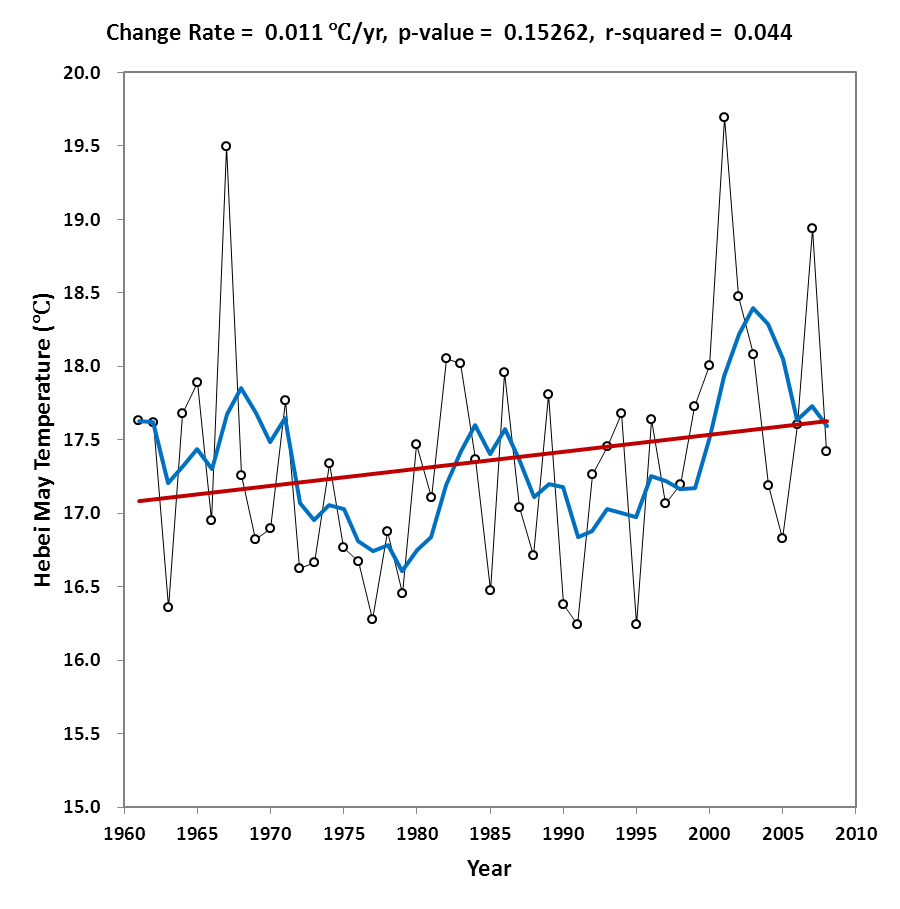 Change Rate = 0.011 ℃/yr, p-value = 0.15262, r-squared = 0.044
20.0
19.5
19.0
18.5
18.0
17.5
17.0
16.5
16.0
15.5
15.0
Hebei May Temperature (℃)
1960 1965 1970 1975 1980 1985 1990 1995 2000 2005 2010
Year